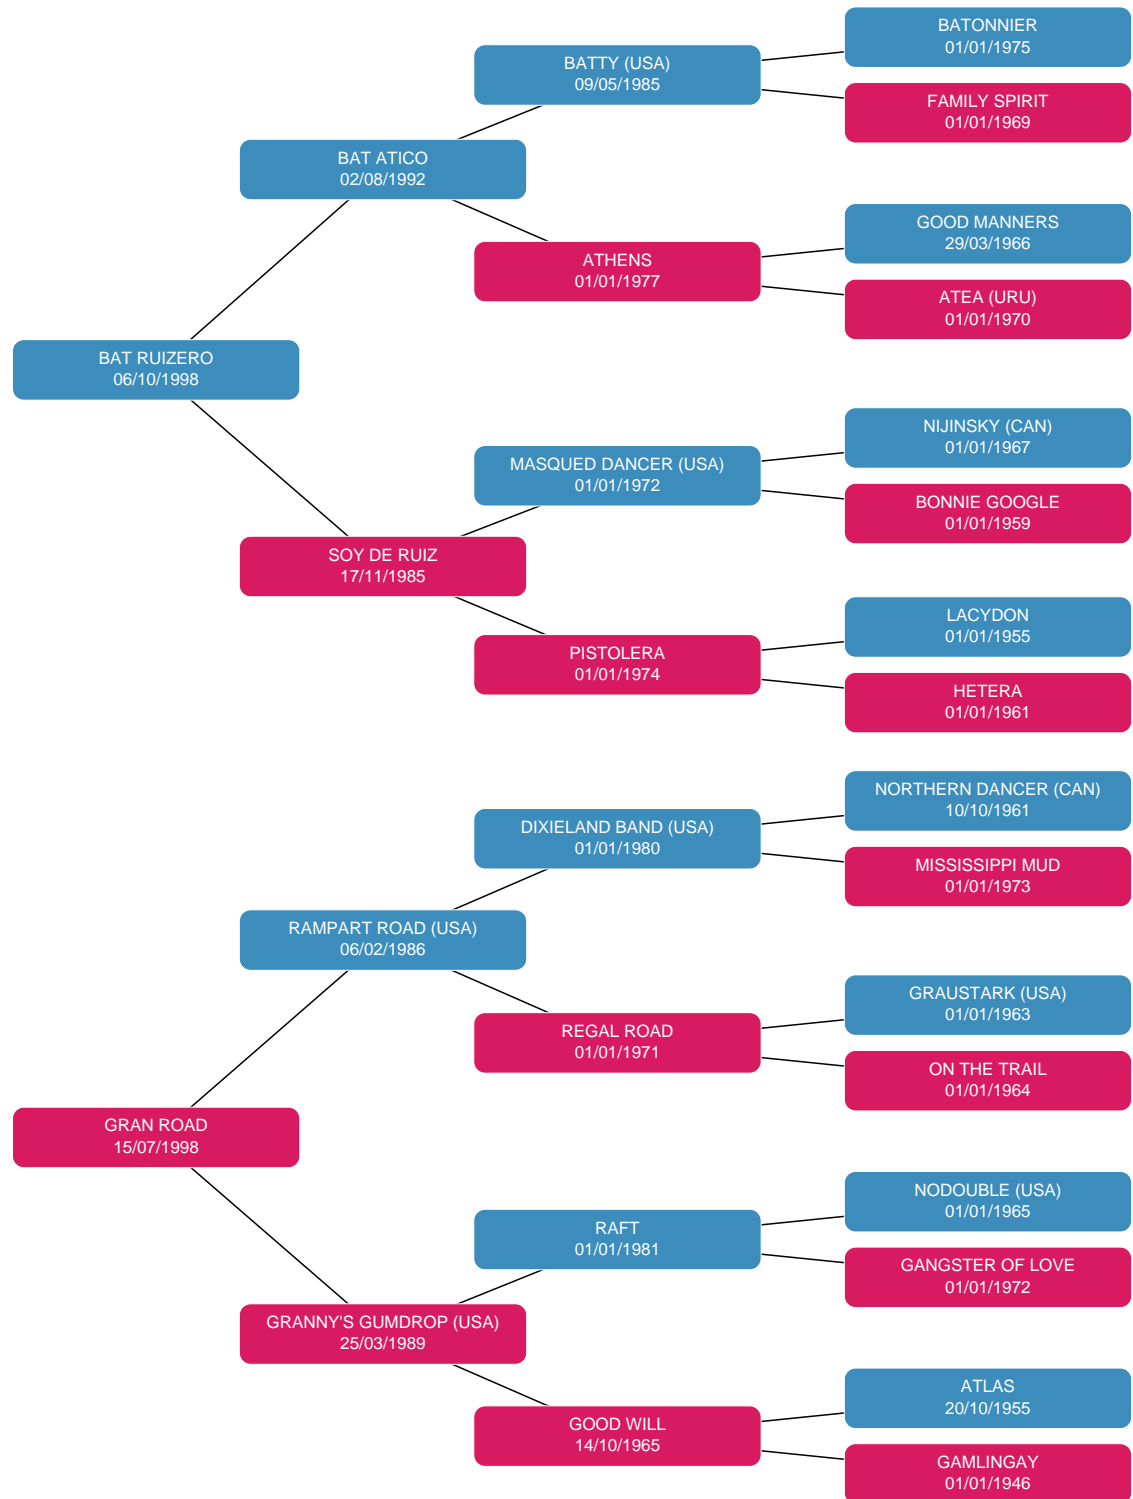 BATONNIER
01/01/1975
BATTY (USA)
09/05/1985
FAMILY SPIRIT
01/01/1969
BAT ATICO
02/08/1992
GOOD MANNERS
29/03/1966
ATHENS
01/01/1977
ATEA (URU)
01/01/1970
BAT RUIZERO
06/10/1998
NIJINSKY (CAN)
01/01/1967
MASQUED DANCER (USA)
01/01/1972
BONNIE GOOGLE
01/01/1959
SOY DE RUIZ
17/11/1985
LACYDON
01/01/1955
PISTOLERA
01/01/1974
HETERA
01/01/1961
NORTHERN DANCER (CAN)
10/10/1961
DIXIELAND BAND (USA)
01/01/1980
MISSISSIPPI MUD
01/01/1973
RAMPART ROAD (USA)
06/02/1986
GRAUSTARK (USA)
01/01/1963
REGAL ROAD
01/01/1971
ON THE TRAIL
01/01/1964
GRAN ROAD
15/07/1998
NODOUBLE (USA)
01/01/1965
RAFT
01/01/1981
GANGSTER OF LOVE
01/01/1972
GRANNY'S GUMDROP (USA)
25/03/1989
ATLAS
20/10/1955
GOOD WILL
14/10/1965
GAMLINGAY
01/01/1946